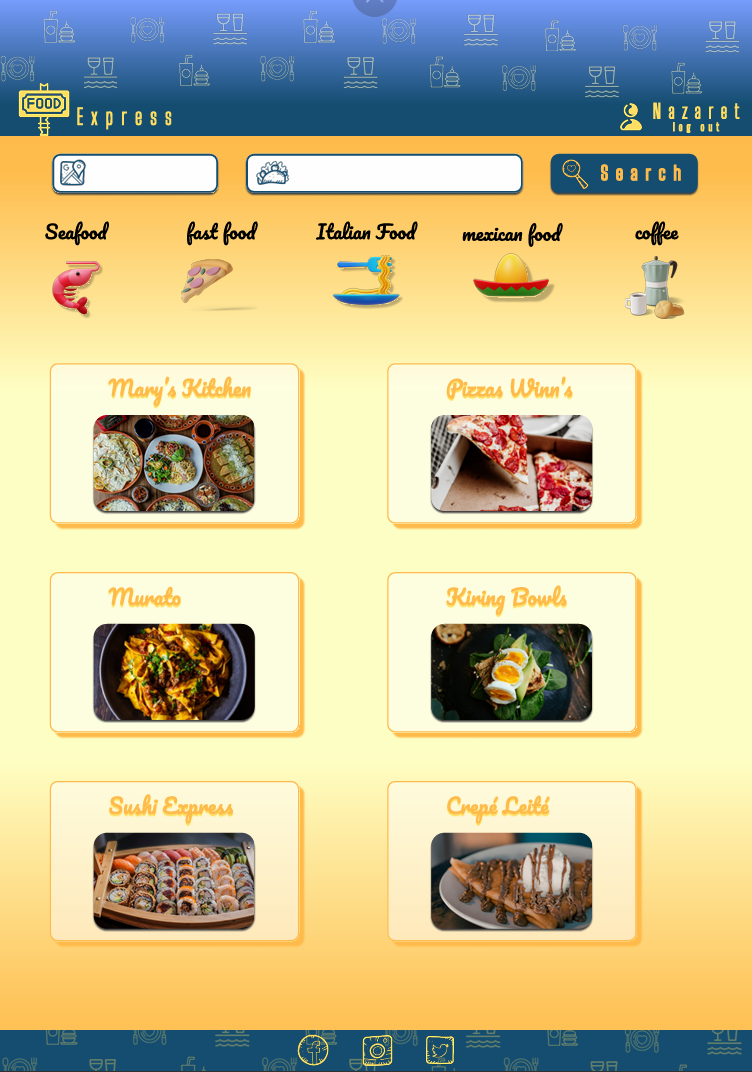 FOOD
Express
Nazaret
log out
Search
Seafood
fast food
Italian Food
mexican food
coffee
Mary's Kitchen
Pizzas Winn's
Murato
Kiring Bowls
Sushi Express
Crepé Leité